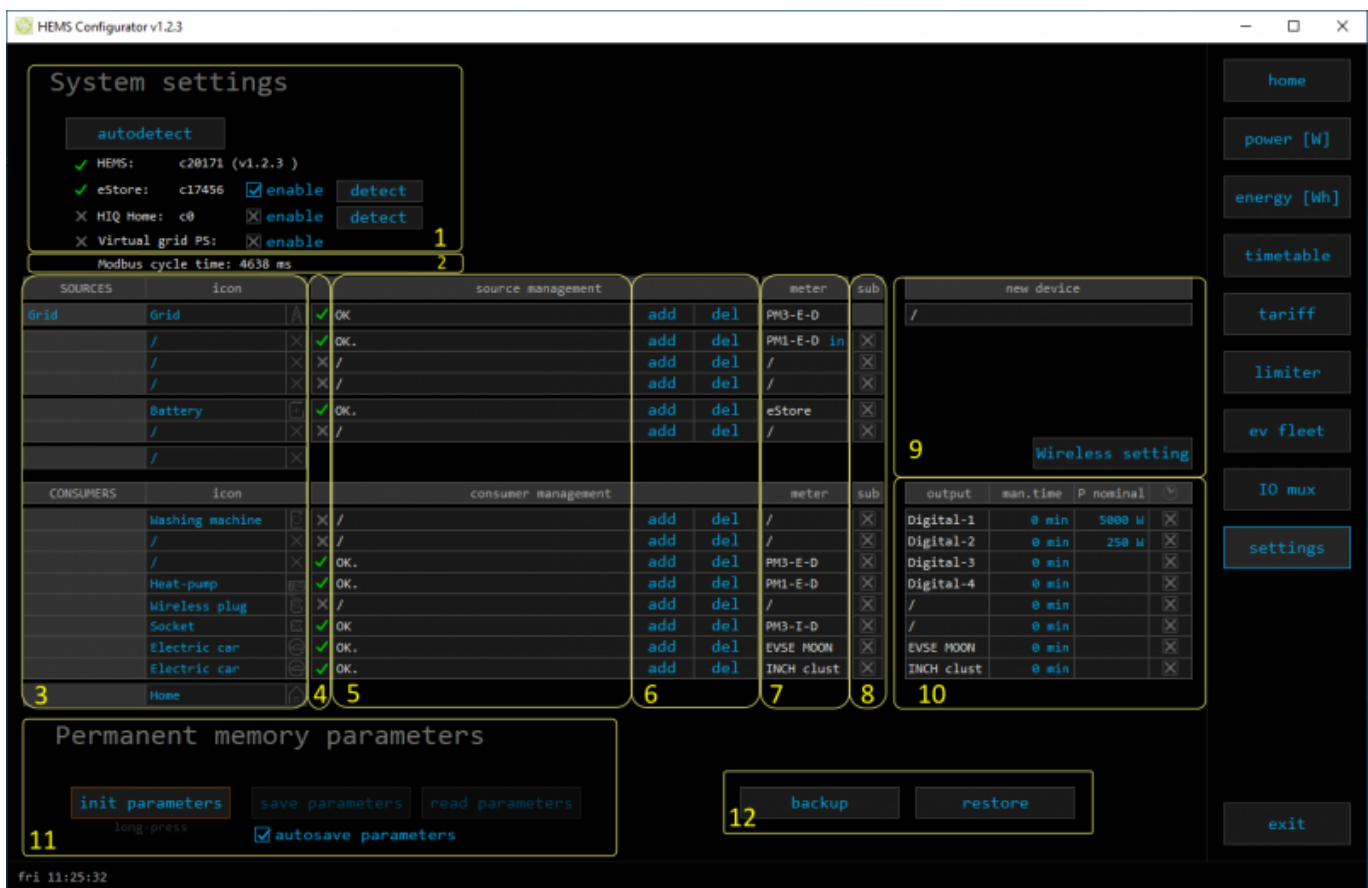 HEMS Configurator v1.2.3
System settings
home
autodetect
power [W]
HEMS: c20171 (v1.2.3 )
eStore: c17456 enable detect
energy [Wh]
HIQ Home: c0 enable detect
Virtual grid PS: enable 1
Modbus cycle time: 4638 ms 2
timetable
SOURCES icon source management meter sub new device
Grid Grid OK add del PM3-E-D /
tariff
/ OK. add del PM1-E-D in
/ / add del /
/ / add del /
limiter
Battery OK. add del eStore
/ / add del /
ev fleet
/ 9 Wireless setting
CONSUMERS icon consumer management meter sub output man.time P nominal
IO mux
Washing machine / add del / Digital-1 0 min 5000 W
/ / add del / Digital-2 0 min 250 W
settings
/ OK. add del PM3-E-D Digital-3 0 min
Heat-pump OK. add del PM1-E-D Digital-4 0 min
Wireless plug / add del / / 0 min
Socket OK add del PM3-I-D / 0 min
Electric car OK. add del EVSE MOON EVSE MOON 0 min
Electric car OK. add del INCH clust INCH clust 0 min
3 Home 4 5 6 7 8 10
Permanent memory parameters
init parameters save parameters read parameters backup restore
12
long-press autosave parameters
11
exit
fri 11:25:32